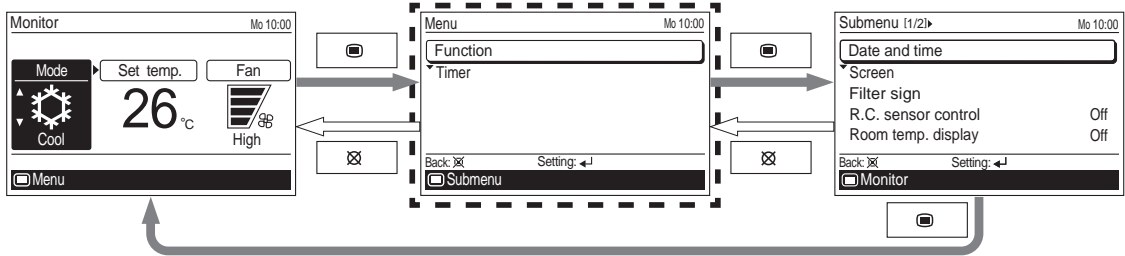 Monitor Mo 10:00
Mode Set temp. Fan
26 °C
Cool High
Menu
Menu Mo 10:00
Function
Timer
Back: Setting:
Submenu
Submenu [1/2] Mo 10:00
Date and time
Screen
Filter sign
R.C. sensor control Off
Room temp. display Off
Back: Setting:
Monitor